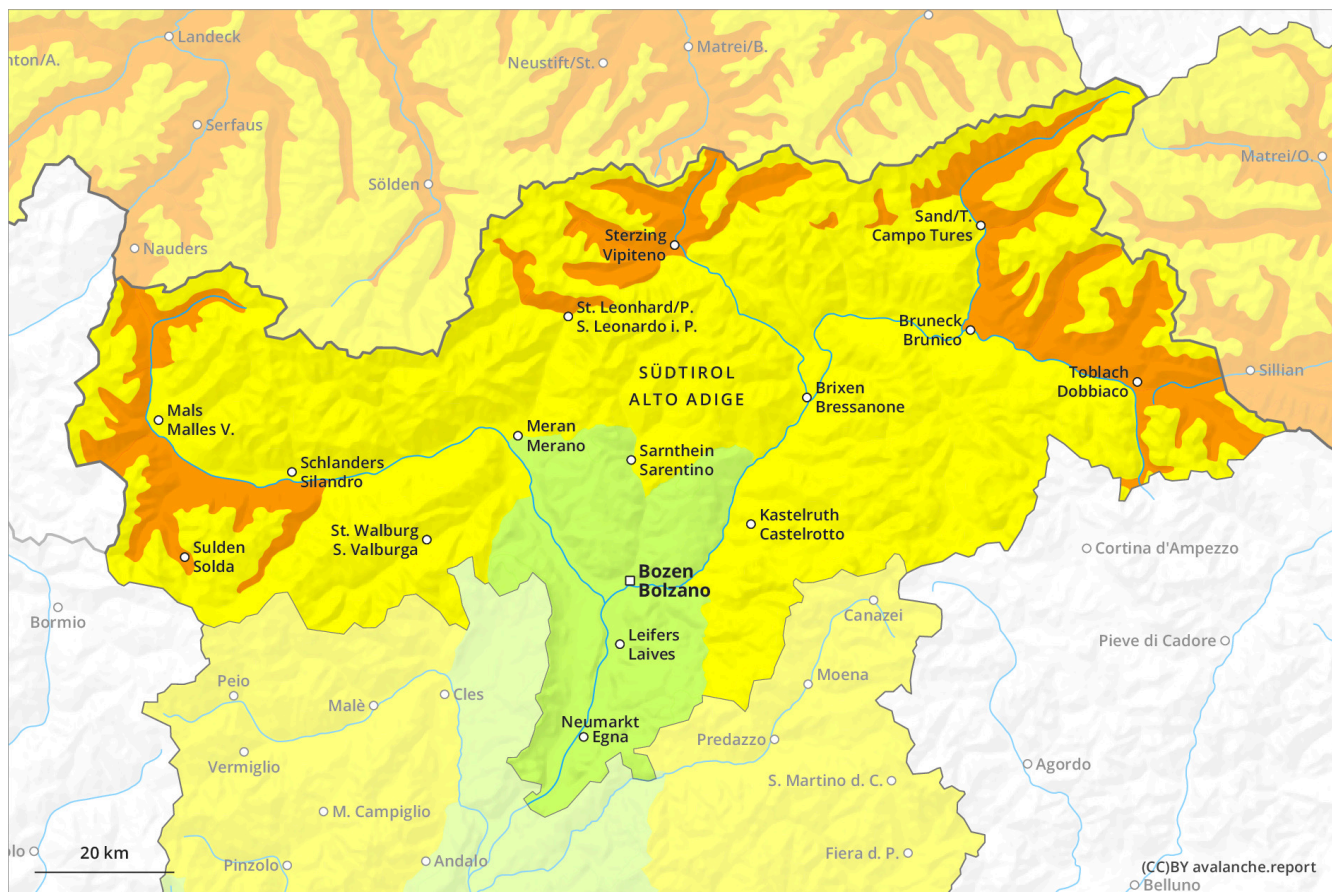 Landeck
Matrei/B.
Neustift/St.
nton/A.
Serfaus
Matrei/O.
Sölden
Sand/T.
Campo Tures
Sterzing
Vipiteno
Nauders
St. Leonhard/P.
S. Leonardo i. P.
Bruneck
Brunico
SÜDTIROL
ALTO ADIGE
Toblach
Dobbiaco
Sillian
Brixen
Bressanone
Mals
Malles V.
Meran
Merano
Sarnthein
Sarentino
Schlanders
Silandro
Kastelruth
Castelrotto
St. Walburg
S. Valburga
Sulden
Solda
Cortina d'Ampezzo
Bozen
Bolzano
Bormio
Canazei
Leifers
Laives
Pieve di Cadore
Peio
Moena
Malè
Cles
Neumarkt
Egna
Predazzo
Vermiglio
Agordo
S. Martino d. C.
M. Campiglio
20 km
olo
Pinzolo
Andalo
Fiera d. P.
(CC)BY avalanche.report
Belluno